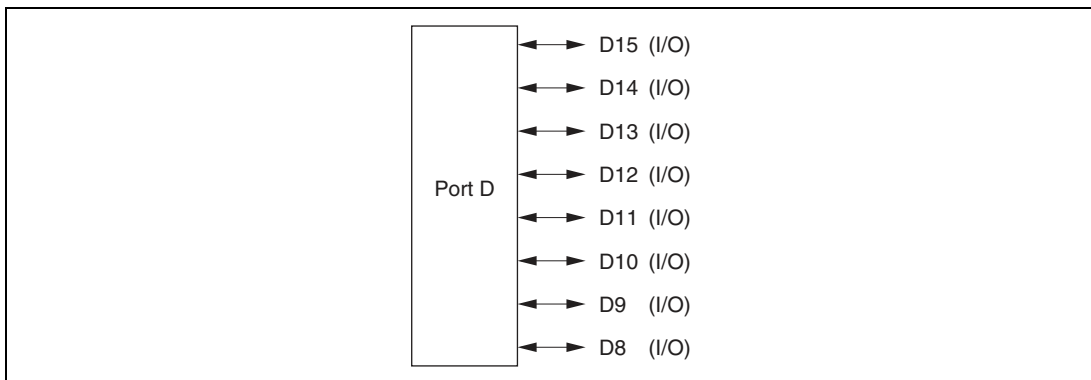 D15 (I/O)
D14 (I/O)
D13 (I/O)
D12 (I/O)
Port D
D11 (I/O)
D10 (I/O)
D9 (I/O)
D8 (I/O)